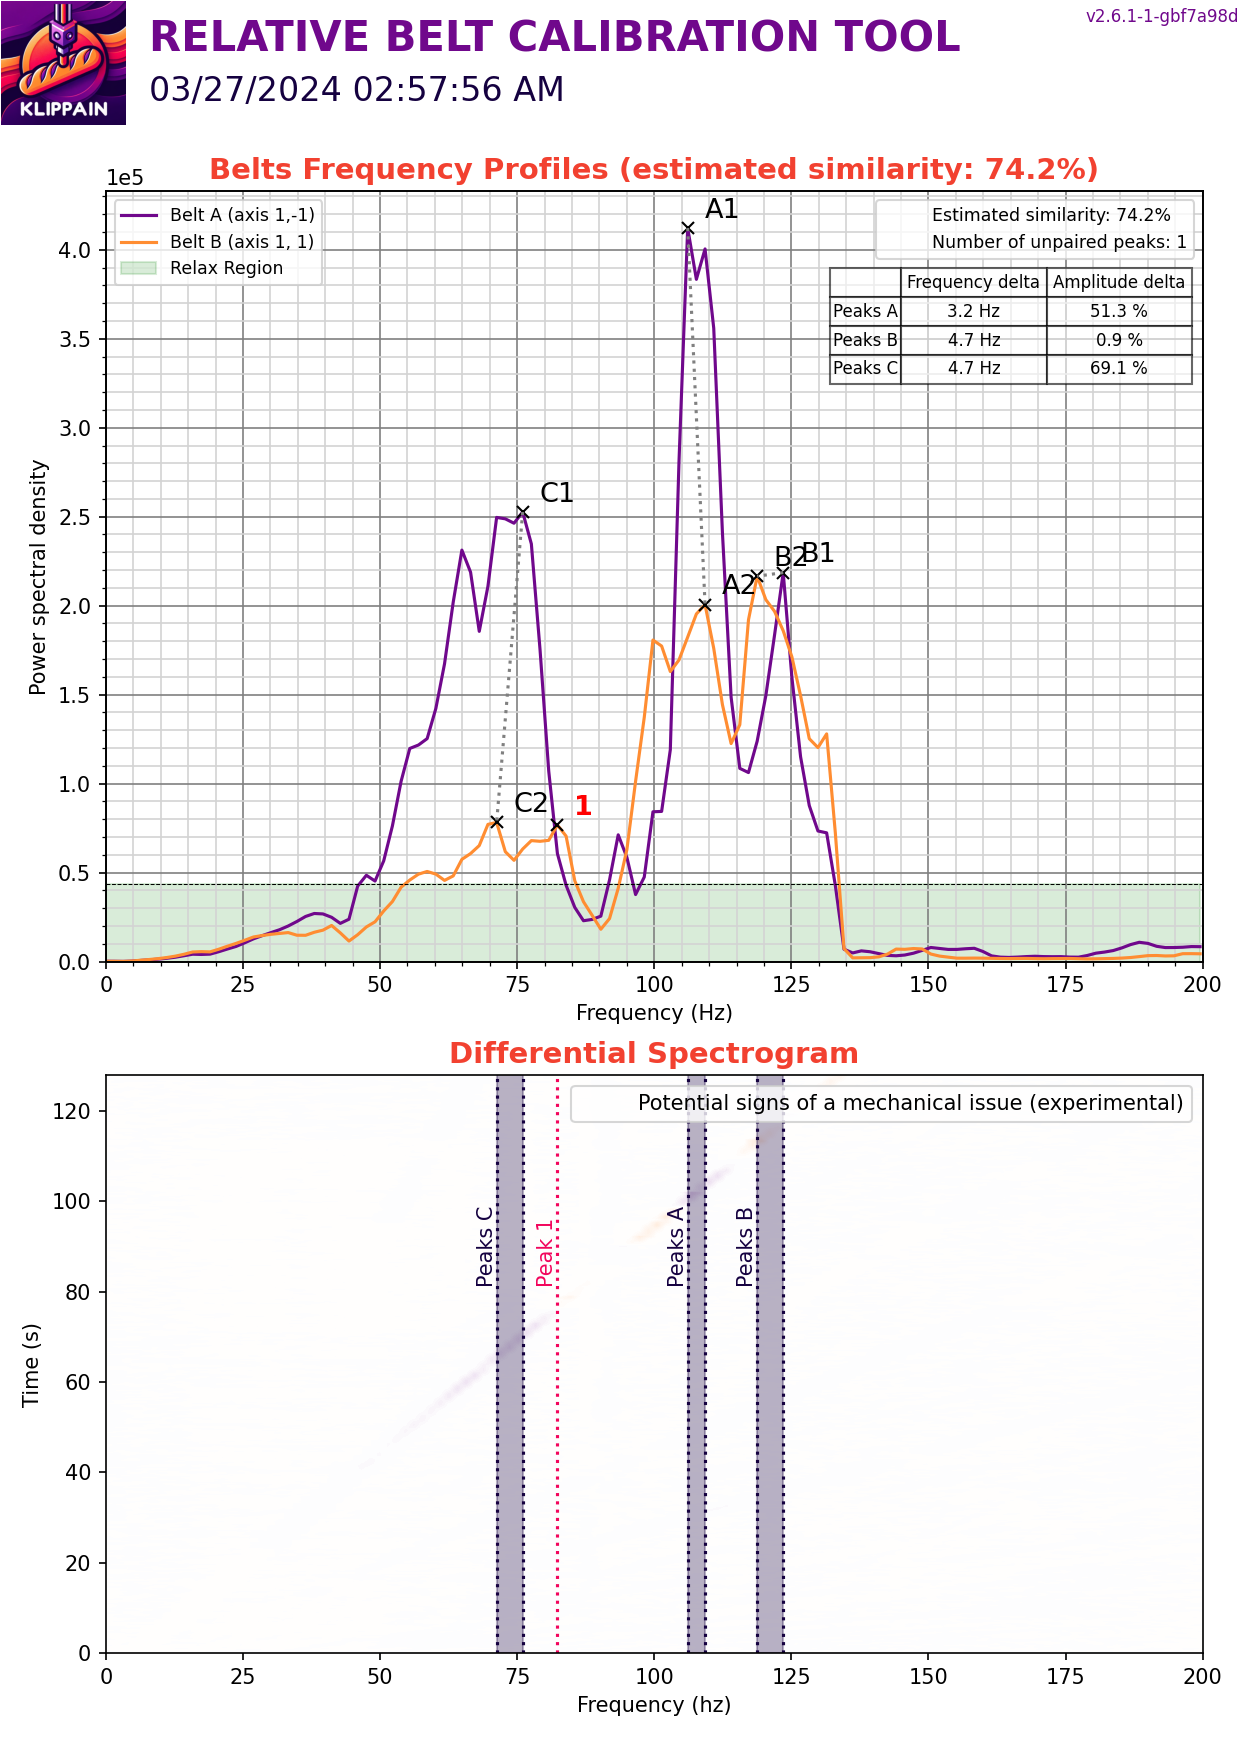 v2.6.1-1-gbf7a98d
RELATIVE BELT CALIBRATION TOOL
03/27/2024 02:57:56 AM
KLIPPAIN
Belts Frequency Profiles (estimated similarity: 74.2%)
1e5
Belt A (axis 1,-1)
Belt B (axis 1, 1)
Relax Region
Estimated similarity: 74.2%
Number of unpaired peaks: 1
Frequency delta Amplitude delta
Peaks A 3.2 Hz 51.3 %
Peaks B 4.7 Hz 0.9 %
Peaks C 4.7 Hz 69.1 %
A1
C1
B2
B1
A2
C2
1
4.0
3.5
3.0
2.5
2.0
1.5
1.0
0.5
0.0
Power spectral density
0 25 50 75 100 125 150 175 200
Frequency (Hz)
Differential Spectrogram
Potential signs of a mechanical issue (experimental)
Peaks C
Peak 1
Peaks A
Peaks B
120
100
80
60
40
20
0
Time (s)
0 25 50 75 100 125 150 175 200
Frequency (hz)